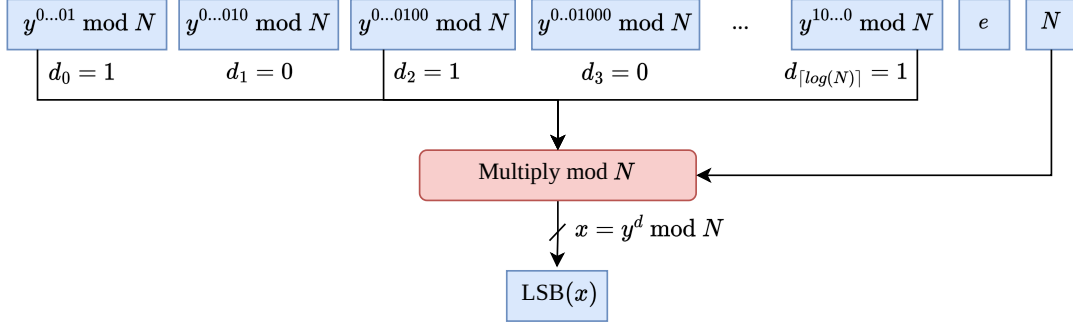 y^{0...01} mod N y^{0...010} mod N y^{0...0100} mod N y^{0..01000} mod N ... y^{10...0} mod N e N
d_0 = 1 d_1 = 0 d_2 = 1 d_3 = 0 d_{⌈log(N)⌉} = 1
Multiply mod N
x = y^d mod N
LSB(x)